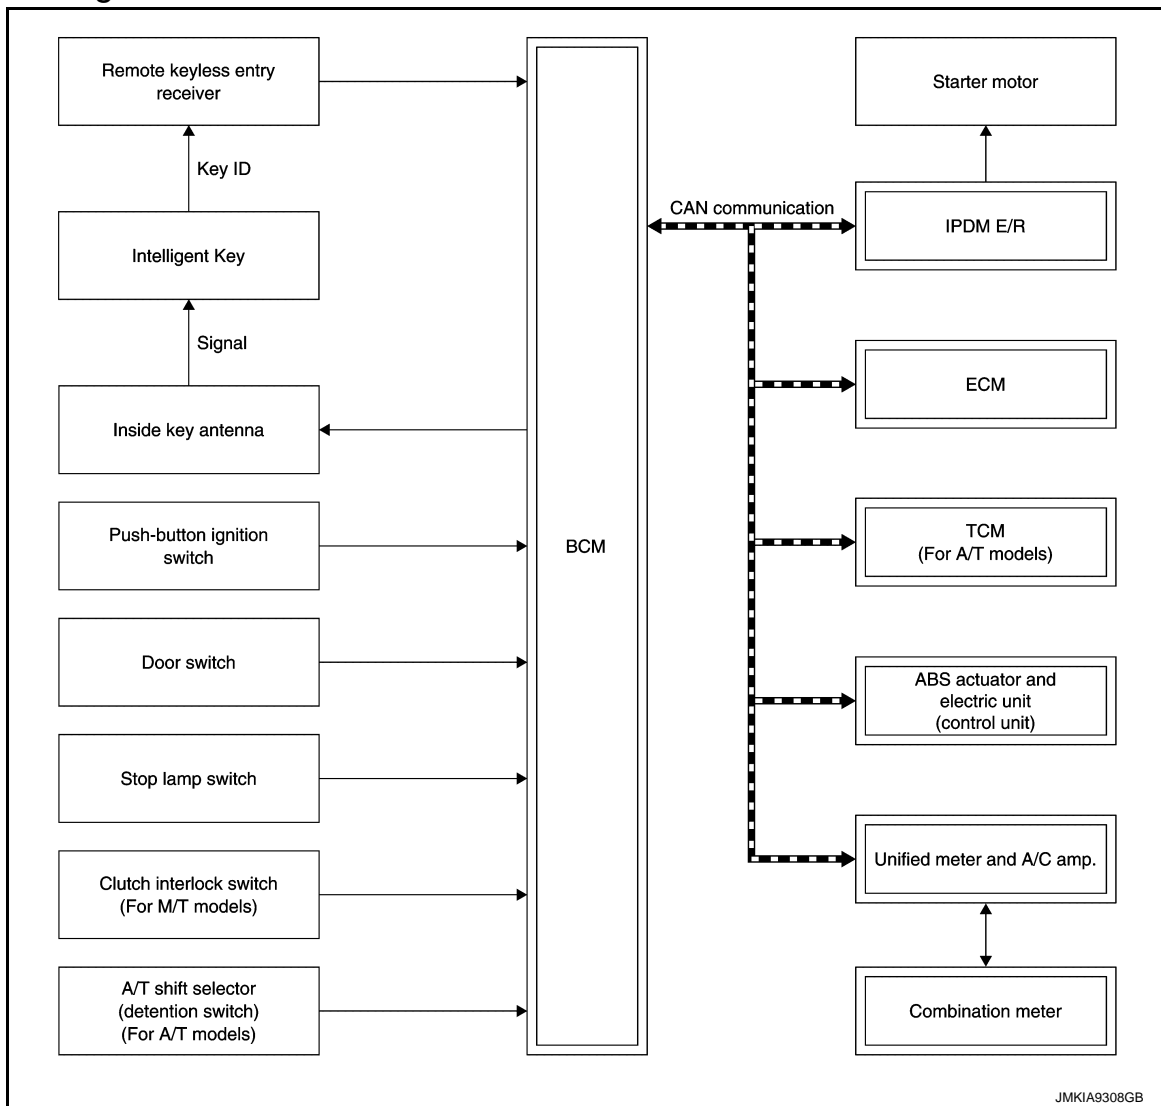 Remote keyless entry
receiver
Key ID
Intelligent Key
Signal
Inside key antenna
Push-button ignition
switch
Door switch
Stop lamp switch
Clutch interlock switch
(For M/T models)
A/T shift selector
(detention switch)
(For A/T models)
BCM
CAN communication
Starter motor
IPDM E/R
ECM
TCM
(For A/T models)
ABS actuator and
electric unit
(control unit)
Unified meter and A/C amp.
Combination meter
JMKIA9308GB